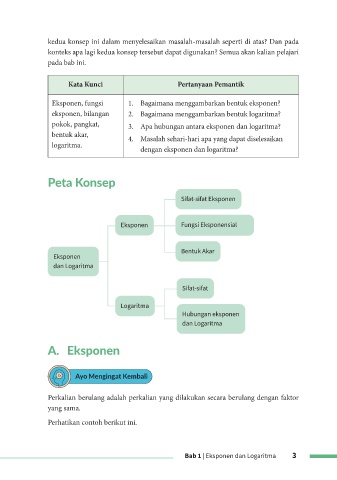 kedua konsep ini dalam menyelesaikan masalah-masalah seperti di atas? Dan pada
konteks apa lagi kedua konsep tersebut dapat digunakan? Semua akan kalian pelajari
pada bab ini.
Kata Kunci
Pertanyaan Pemantik
Eksponen, fungsi
eksponen, bilangan
pokok, pangkat,
bentuk akar,
logaritma.
1. Bagaimana menggambarkan bentuk eksponen?
2. Bagaimana menggambarkan bentuk logaritma?
3. Apa hubungan antara eksponen dan logaritma?
4. Masalah sehari-hari apa yang dapat diselesaikan
dengan eksponen dan logaritma?
Peta Konsep
Eksponen
dan Logaritma
Eksponen
Sifat-sifat Eksponen
Fungsi Eksponensial
Bentuk Akar
Logaritma
Sifat-sifat
Hubungan eksponen
dan Logaritma
A. Eksponen
Ayo Mengingat Kembali
Perkalian berulang adalah perkalian yang dilakukan secara berulang dengan faktor
yang sama.
Perhatikan contoh berikut ini.
Bab 1 | Eksponen dan Logaritma 3